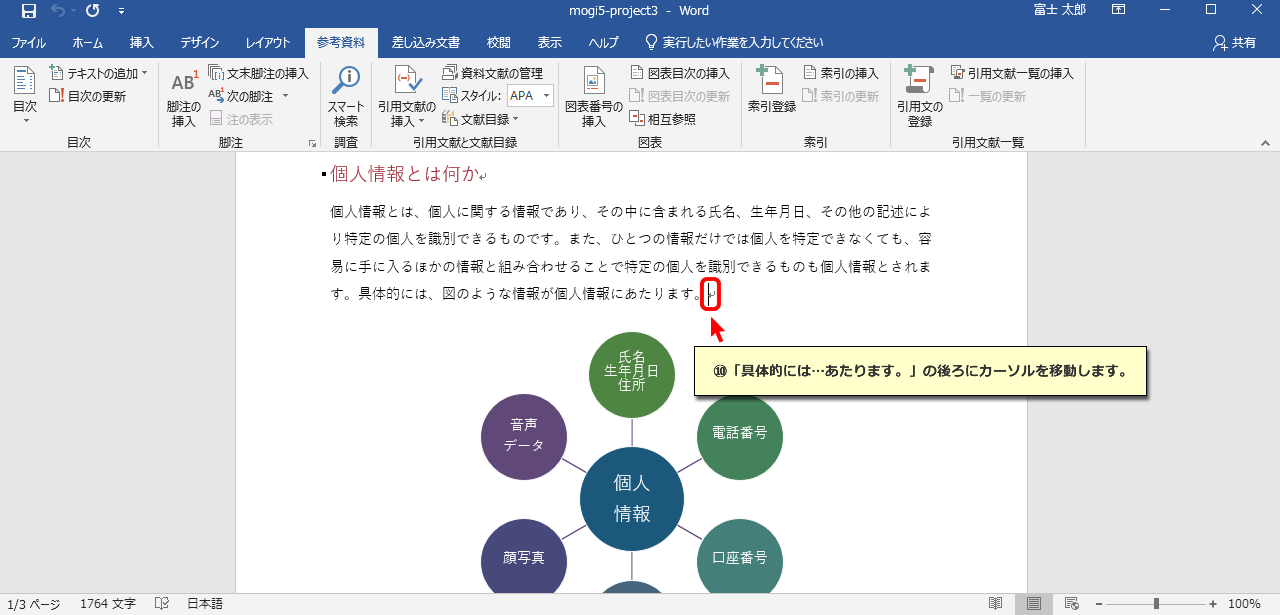 mogi5-project3 - Word
富士 太郎
ファイル ホーム 挿入 デザイン レイアウト 参考資料 差し込み文書 校閲 表示 ヘルプ 実行したい作業を入力してください 共有
目次
テキストの追加
目次の更新
目次
AB1
脚注の
挿入
文末脚注の挿入
AB1 次の脚注
注の表示
脚注
スマート
検索
調査
引用文献の
挿入
資料文献の管理
スタイル: APA
文献目録
引用文献と文献目録
図表番号の
挿入
図表目次の挿入
図表目次の更新
相互参照
図表
索引登録
索引の挿入
索引の更新
索引
引用文の
登録
引用文献一覧の挿入
一覧の更新
引用文献一覧
個人情報とは何か
個人情報とは、個人に関する情報であり、その中に含まれる氏名、生年月日、その他の記述によ
り特定の個人を識別できるものです。また、ひとつの情報だけでは個人を特定できなくても、容
易に手に入るほかの情報と組み合わせることで特定の個人を識別できるものも個人情報とされま
す。具体的には、図のような情報が個人情報にあたります。
⑩「具体的には…あたります。」の後ろにカーソルを移動します。
氏名
生年月日
住所
音声
データ
電話番号
個人
情報
顔写真
口座番号
1/3 ページ 1764 文字 日本語 100%